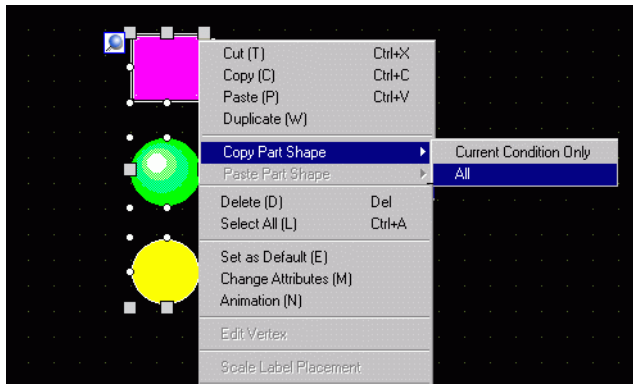 Cut (T) Ctrl+X
Copy (C) Ctrl+C
Paste (P) Ctrl+V
Duplicate (W)
Copy Part Shape
Current Condition Only
Paste Part Shape
All
Delete (D) Del
Select All (L) Ctrl+A
Set as Default (E)
Change Attributes (M)
Animation (N)
Edit Vertex
Scale Label Placement